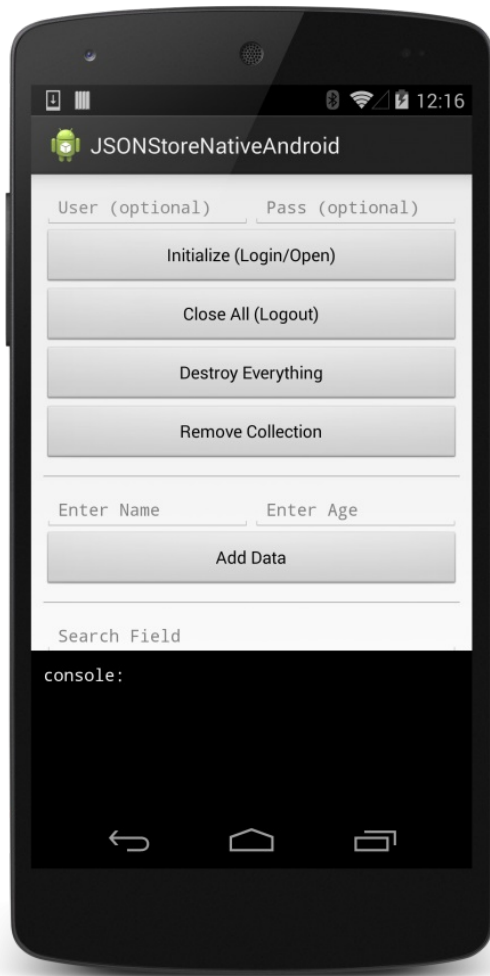 12:16
JSONStoreNativeAndroid
User (optional) Pass (optional)
Initialize (Login/Open)
Close All (Logout)
Destroy Everything
Remove Collection
Enter Name Enter Age
Add Data
Search Field
console: